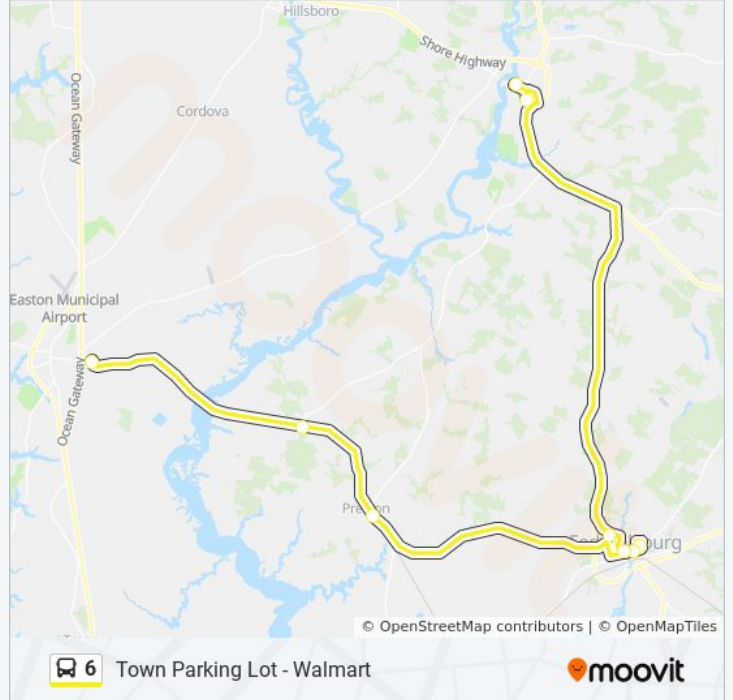 Hillsboro
Shore Highway
Ocean Gateway
Cordova
Easton Municipal
Airport
Ocean Gateway
© OpenStreetMap contributors | © OpenMapTiles
6 Town Parking Lot - Walmart
moovit